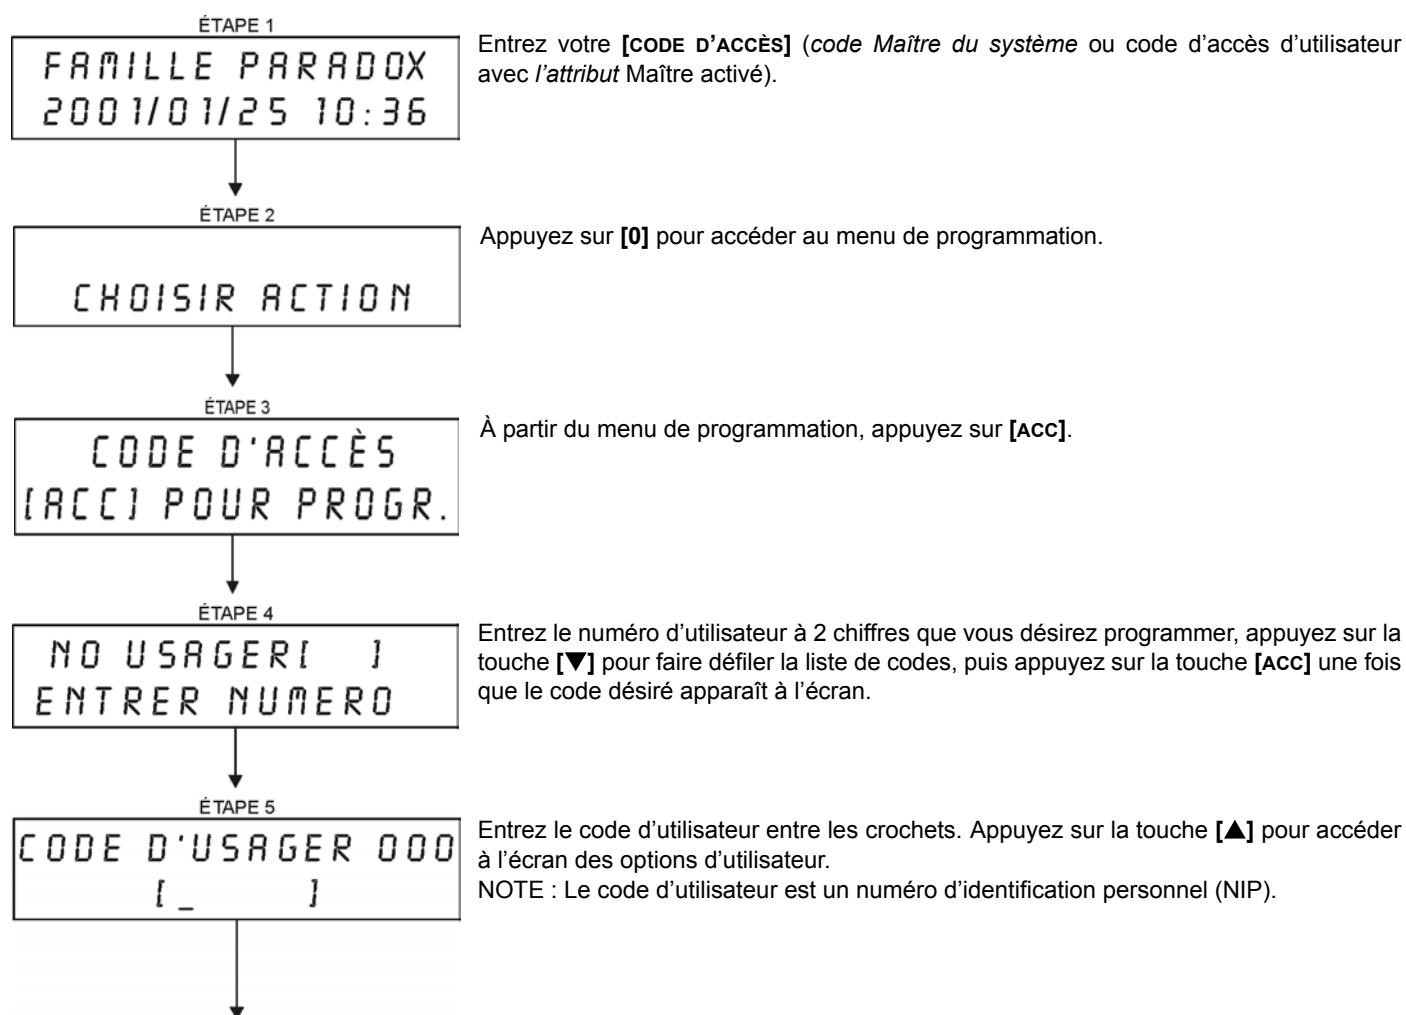 ÉTAPE 1
FAMILLE PARADOX
2001/01/25 10:36
Entrez votre [CODE D'ACCÈS] (code Maître du système ou code d'accès d'utilisateur
avec l'attribut Maître activé).
ÉTAPE 2
CHOISIR ACTION
Appuyez sur [0] pour accéder au menu de programmation.
ÉTAPE 3
CODE D'ACCÈS
[ACC] POUR PROGR.
À partir du menu de programmation, appuyez sur [ACC].
ÉTAPE 4
NO USAGER[ ]
ENTRER NUMERO
Entrez le numéro d'utilisateur à 2 chiffres que vous désirez programmer, appuyez sur la
touche [▼] pour faire défiler la liste de codes, puis appuyez sur la touche [ACC] une fois
que le code désiré apparaît à l'écran.
ÉTAPE 5
CODE D'USAGER 000
[ _ ]
Entrez le code d'utilisateur entre les crochets. Appuyez sur la touche [▲] pour accéder
à l'écran des options d'utilisateur.
NOTE : Le code d'utilisateur est un numéro d'identification personnel (NIP).